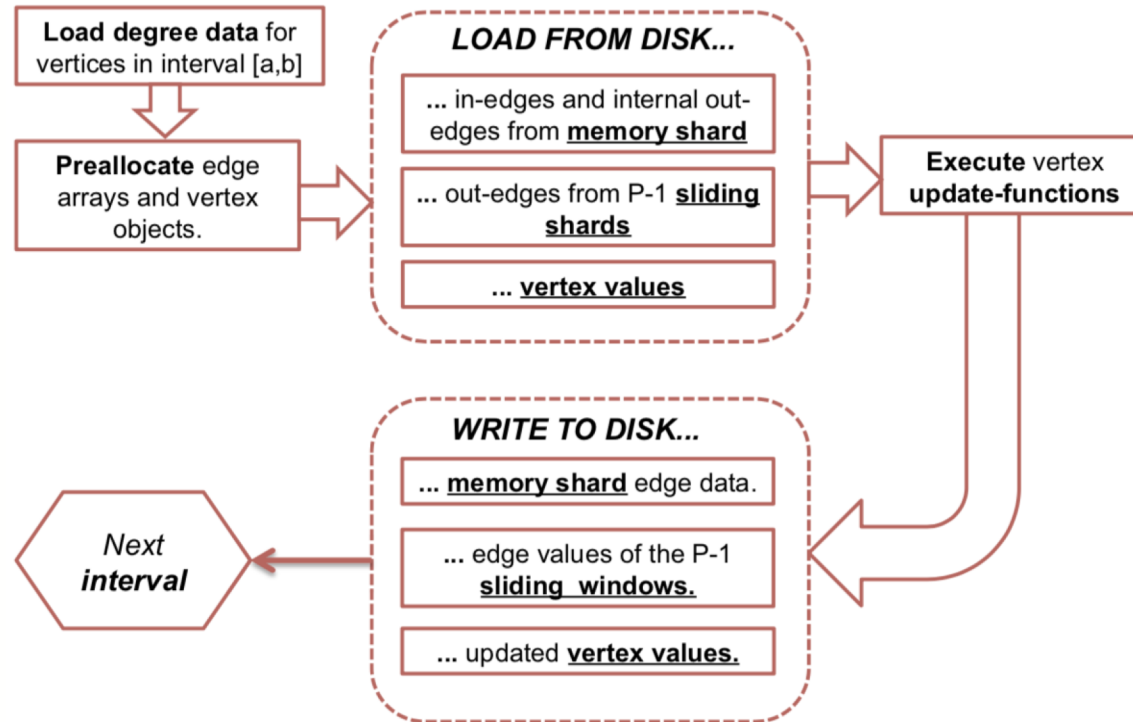 Load degree data for
vertices in interval [a,b]
Preallocate edge
arrays and vertex
objects.
LOAD FROM DISK...
... in-edges and internal out-
edges from memory shard
... out-edges from P-1 sliding
shards
... vertex values
Execute vertex
update-functions
WRITE TO DISK...
... memory shard edge data.
... edge values of the P-1
sliding windows.
... updated vertex values.
Next
interval